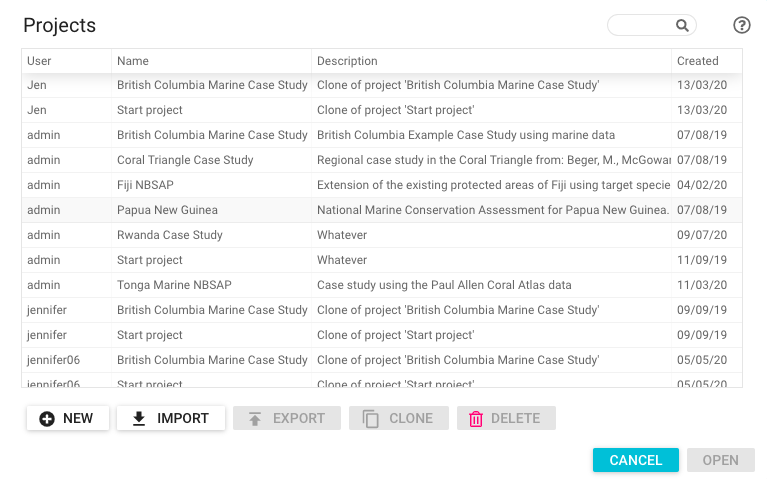 Projects
User Name Description Created
Jen British Columbia Marine Case Study Clone of project 'British Columbia Marine Case Study' 13/03/20
Jen Start project Clone of project 'Start project' 13/03/20
admin British Columbia Marine Case Study British Columbia Example Case Study using marine data 07/08/19
admin Coral Triangle Case Study Regional case study in the Coral Triangle from: Beger, M., McGowan 07/08/19
admin Fiji NBSAP Extension of the existing protected areas of Fiji using target specie 04/02/20
admin Papua New Guinea National Marine Conservation Assessment for Papua New Guinea. 07/08/19
admin Rwanda Case Study Whatever 09/07/20
admin Start project Whatever 11/09/19
admin Tonga Marine NBSAP Case study using the Paul Allen Coral Atlas data 11/03/20
jennifer British Columbia Marine Case Study Clone of project 'British Columbia Marine Case Study' 09/09/19
jennifer Start project Clone of project 'Start project' 09/09/19
jennifer06 British Columbia Marine Case Study Clone of project 'British Columbia Marine Case Study' 05/05/20
jennifer06 Start project Clone of project 'Start project' 05/05/20
NEW IMPORT EXPORT CLONE DELETE
CANCEL OPEN